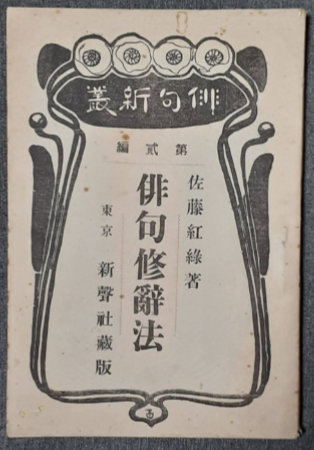 俳句新叢
第貳編
佐藤紅綠著
俳句修辭法
東京 新聲社藏版